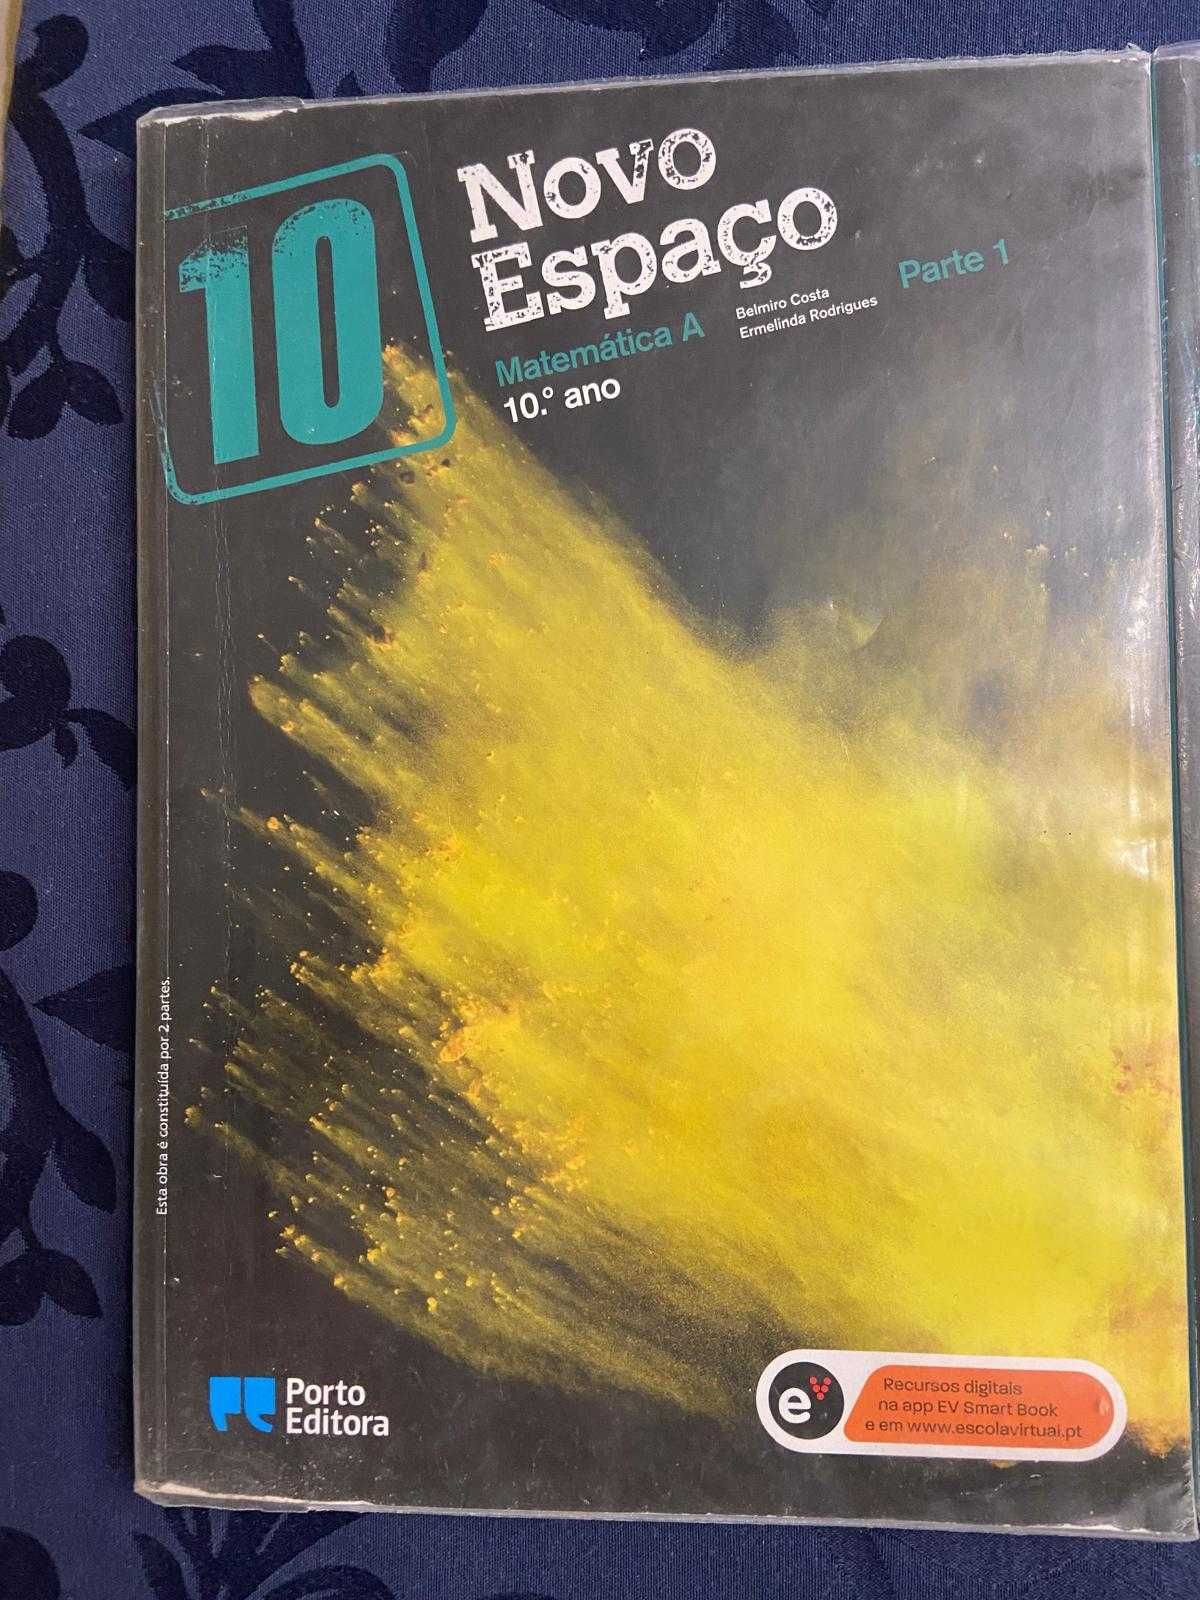 10
Novo
Espaço
Matemática A
10.º ano
Belmiro Costa
Ermelinda Rodrigues
Parte 1
Esta obra é constituída por 2 partes.
Porto
Editora
e
Recursos digitais
na app EV Smart Book
e em www.escolavirtual.pt